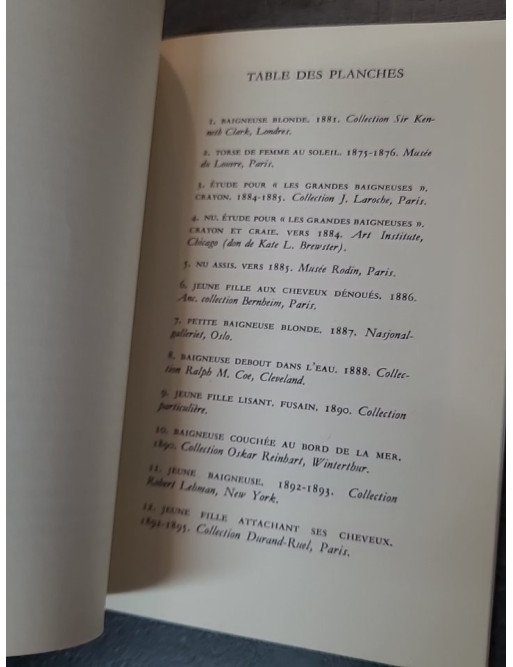 TABLE DES PLANCHES
1. BAIGNEUSE BLONDE. 1881. Collection Sir Ken-
neth Clark, Londres.
2. TORSE DE FEMME AU SOLEIL. 1875-1876. Musée
du Louvre, Paris.
3. ÉTUDE POUR « LES GRANDES BAIGNEUSES ».
CRAYON. 1884-1885. Collection J. Laroche, Paris.
4. NU. ÉTUDE POUR « LES GRANDES BAIGNEUSES ».
CRAYON ET CRAIE. VERS 1884. Art Institute,
Chicago (don de Kate L. Brewster).
5. NU ASSIS. VERS 1885. Musée Rodin, Paris.
6. JEUNE FILLE AUX CHEVEUX DÉNOUÉS. 1886.
Anc. collection Bernheim, Paris.
7. PETITE BAIGNEUSE BLONDE. 1887. Nasjonal-
galleriet, Oslo.
8. BAIGNEUSE DEBOUT DANS L'EAU. 1888. Collec-
tion Ralph M. Coe, Cleveland.
9. JEUNE FILLE LISANT. FUSAIN. 1890. Collection
particulière.
10. BAIGNEUSE COUCHÉE AU BORD DE LA MER.
1890. Collection Oskar Reinhart, Winterthur.
11. JEUNE BAIGNEUSE. 1892-1893. Collection
Robert Lehman, New York.
12. JEUNE FILLE ATTACHANT SES CHEVEUX.
1892-1895. Collection Durand-Ruel, Paris.